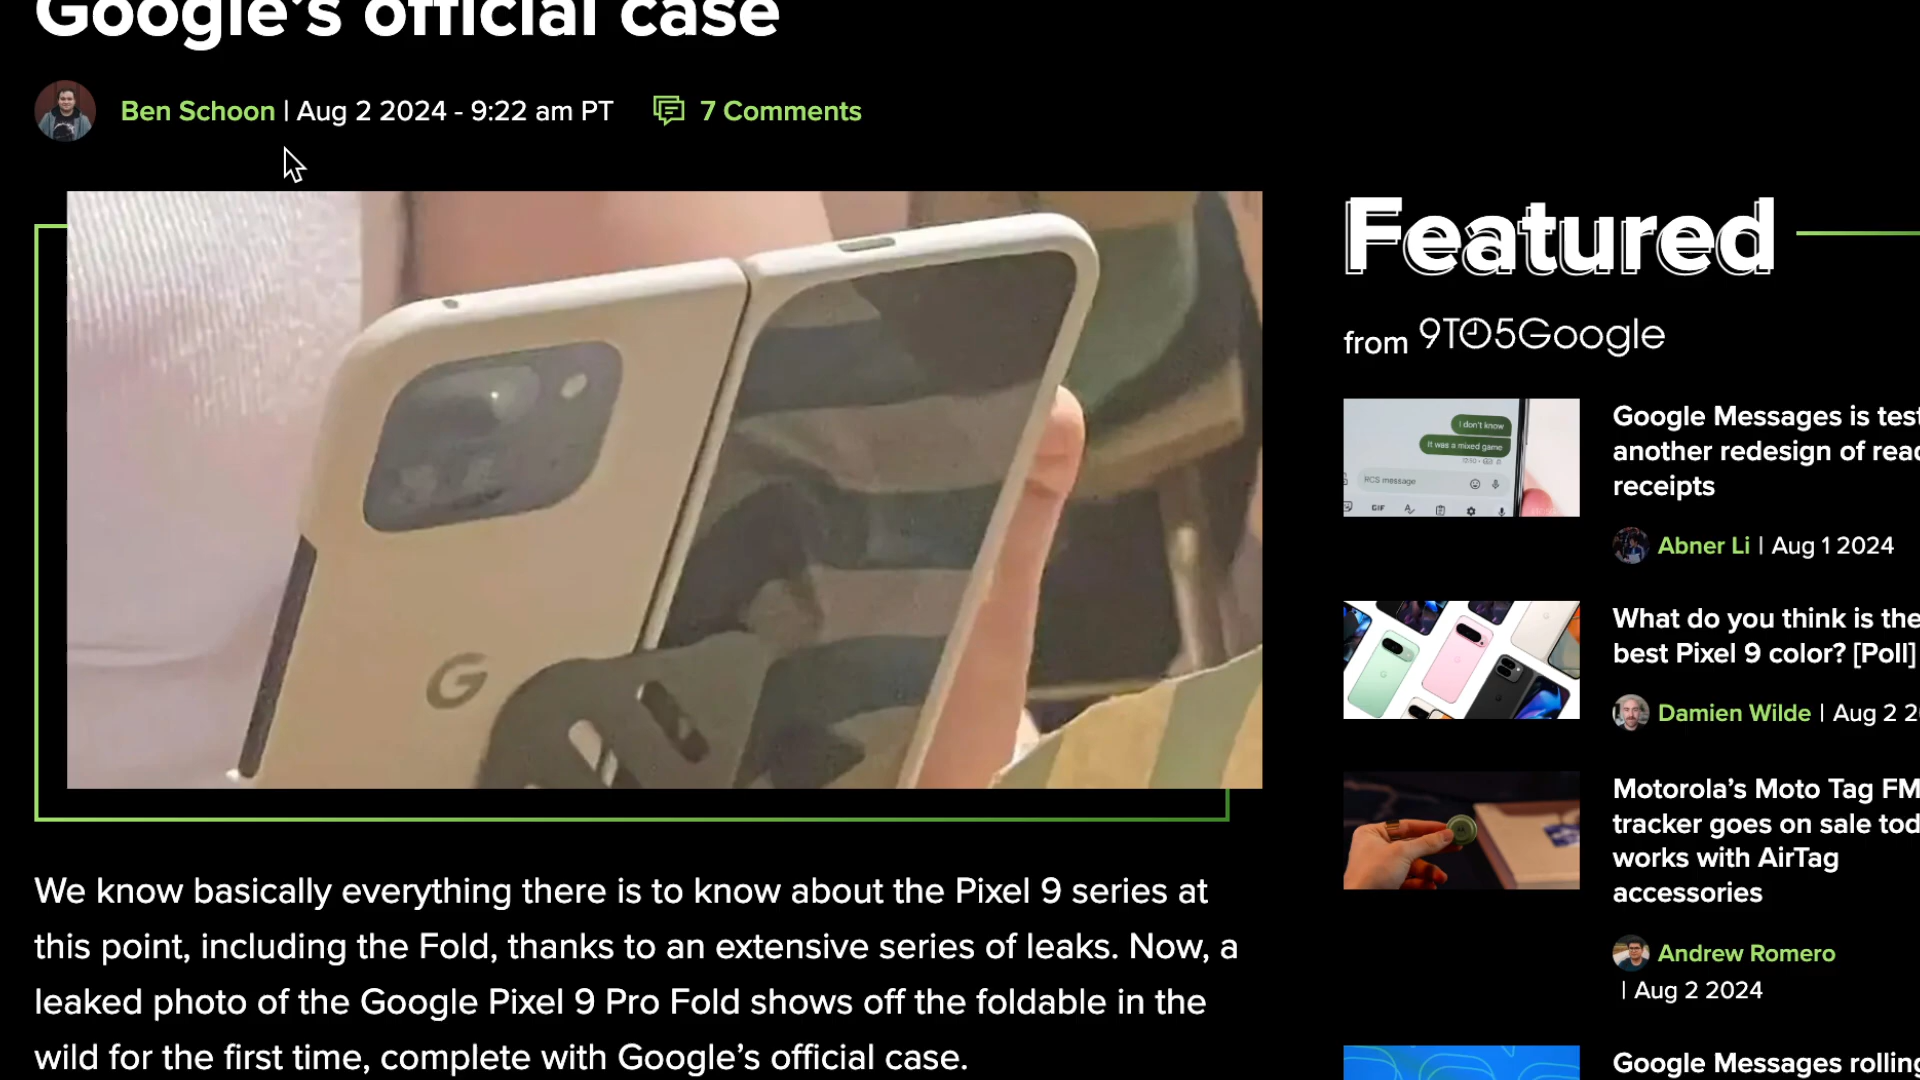 Google's official case
Ben Schoon | Aug 2 2024 - 9:22 am PT
7 Comments
G
We know basically everything there is to know about the Pixel 9 series at
this point, including the Fold, thanks to an extensive series of leaks. Now, a
leaked photo of the Google Pixel 9 Pro Fold shows off the foldable in the
wild for the first time, complete with Google's official case.
Featured
from 9TO5Google
I don't know
It was a mixed game
RCS message
GIF
Google Messages is test
another redesign of read
receipts
Abner Li | Aug 1 2024
What do you think is the
best Pixel 9 color? [Poll]
Damien Wilde | Aug 2 2
Motorola's Moto Tag FM
tracker goes on sale tod
works with AirTag
accessories
Andrew Romero
| Aug 2 2024
Google Messages rolling